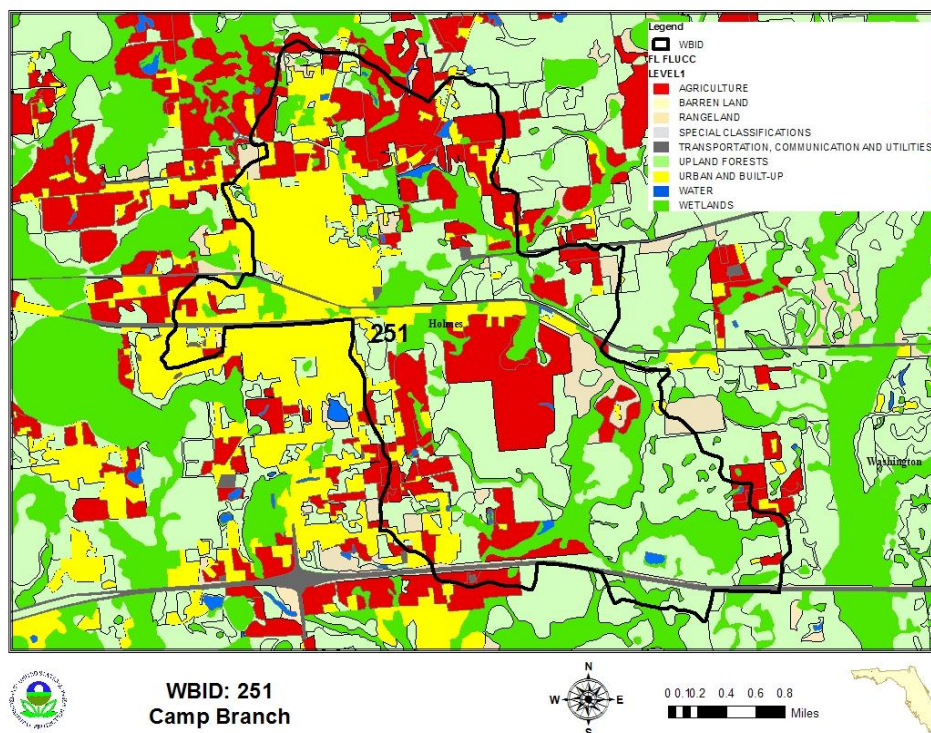 Legend
WBID
FL FLUCC
LEVEL1
AGRICULTURE
BARREN LAND
RANGELAND
SPECIAL CLASSIFICATIONS
TRANSPORTATION, COMMUNICATION AND UTILITIES
UPLAND FORESTS
URBAN AND BUILT-UP
WATER
WETLANDS
251
Holmes
Washington
WBID: 251
Camp Branch
N
W
E
S
0 0.10.2 0.4 0.6 0.8
Miles